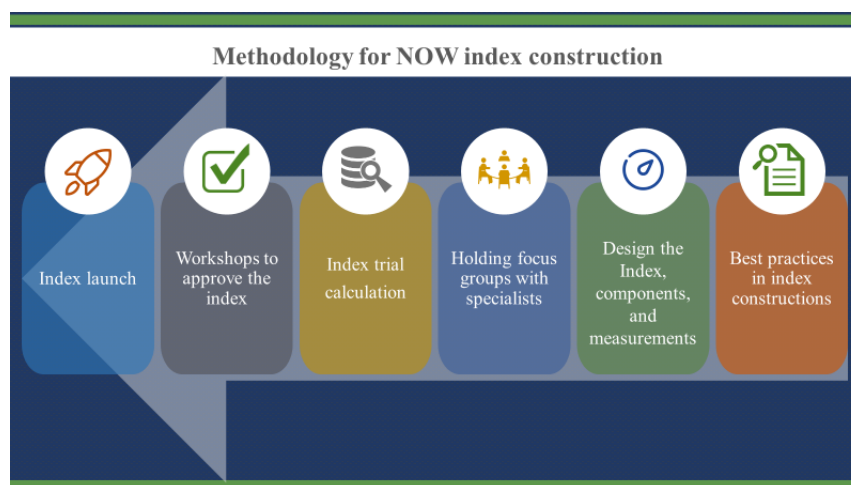 Methodology for NOW index construction
Index launch
Workshops to
approve the
index
Index trial
calculation
Holding focus
groups with
specialists
Design the
Index,
components,
and
measurements
Best practices
in index
constructions